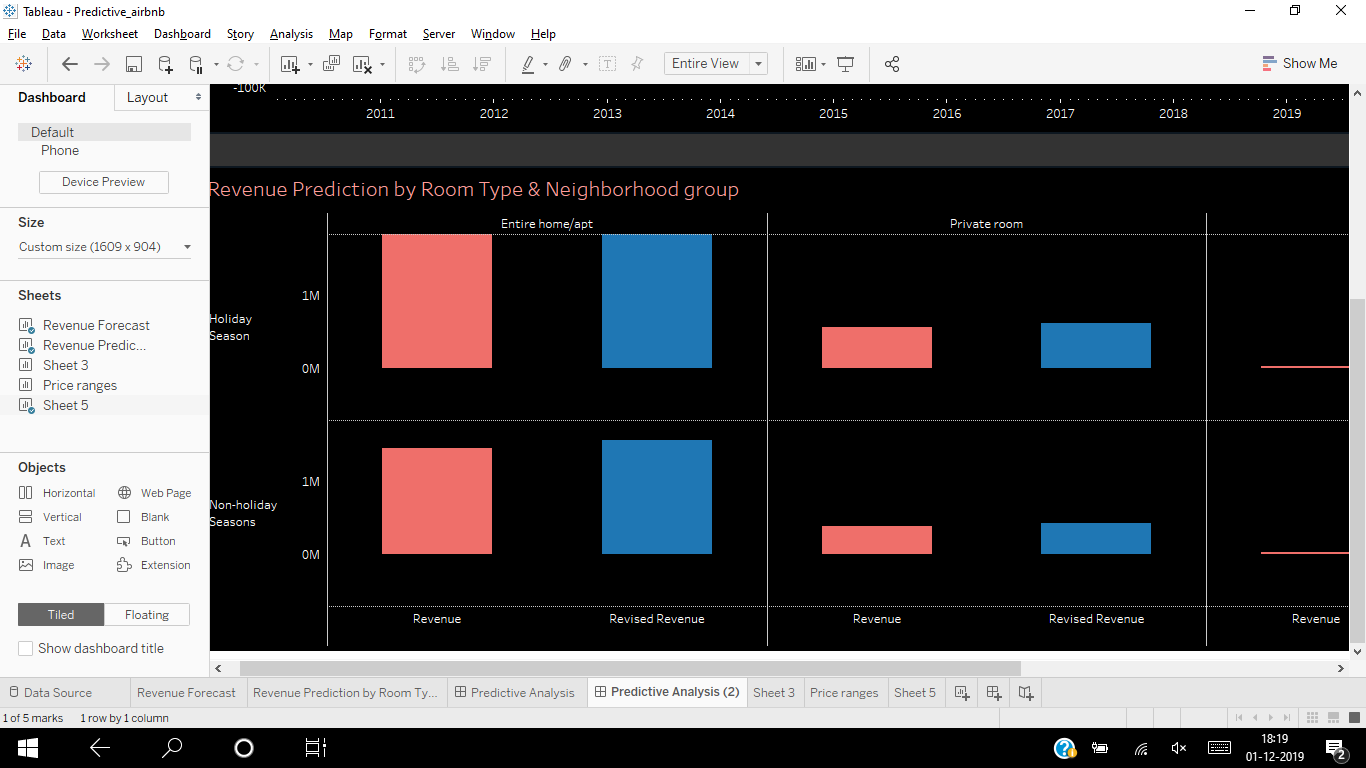 Tableau - Predictive_airbnb
File Data Worksheet Dashboard Story Analysis Map Format Server Window Help
Entire View
Show Me
Dashboard Layout
Default
Phone
Device Preview
Size
Custom size (1609 x 904)
Sheets
Revenue Forecast
Revenue Predic...
Sheet 3
Price ranges
Sheet 5
Objects
Horizontal Web Page
Vertical Blank
Text Button
Image Extension
Tiled Floating
Show dashboard title
-100K
2011 2012 2013 2014 2015 2016 2017 2018 2019
Revenue Prediction by Room Type & Neighborhood group
Entire home/apt Private room
1M
Holiday
Season
0M
1M
Non-holiday
Seasons
0M
Revenue Revised Revenue Revenue Revised Revenue Revenue
Data Source Revenue Forecast Revenue Prediction by Room Ty... Predictive Analysis Predictive Analysis (2) Sheet 3 Price ranges Sheet 5
1 of 5 marks 1 row by 1 column
18:19
01-12-2019
2